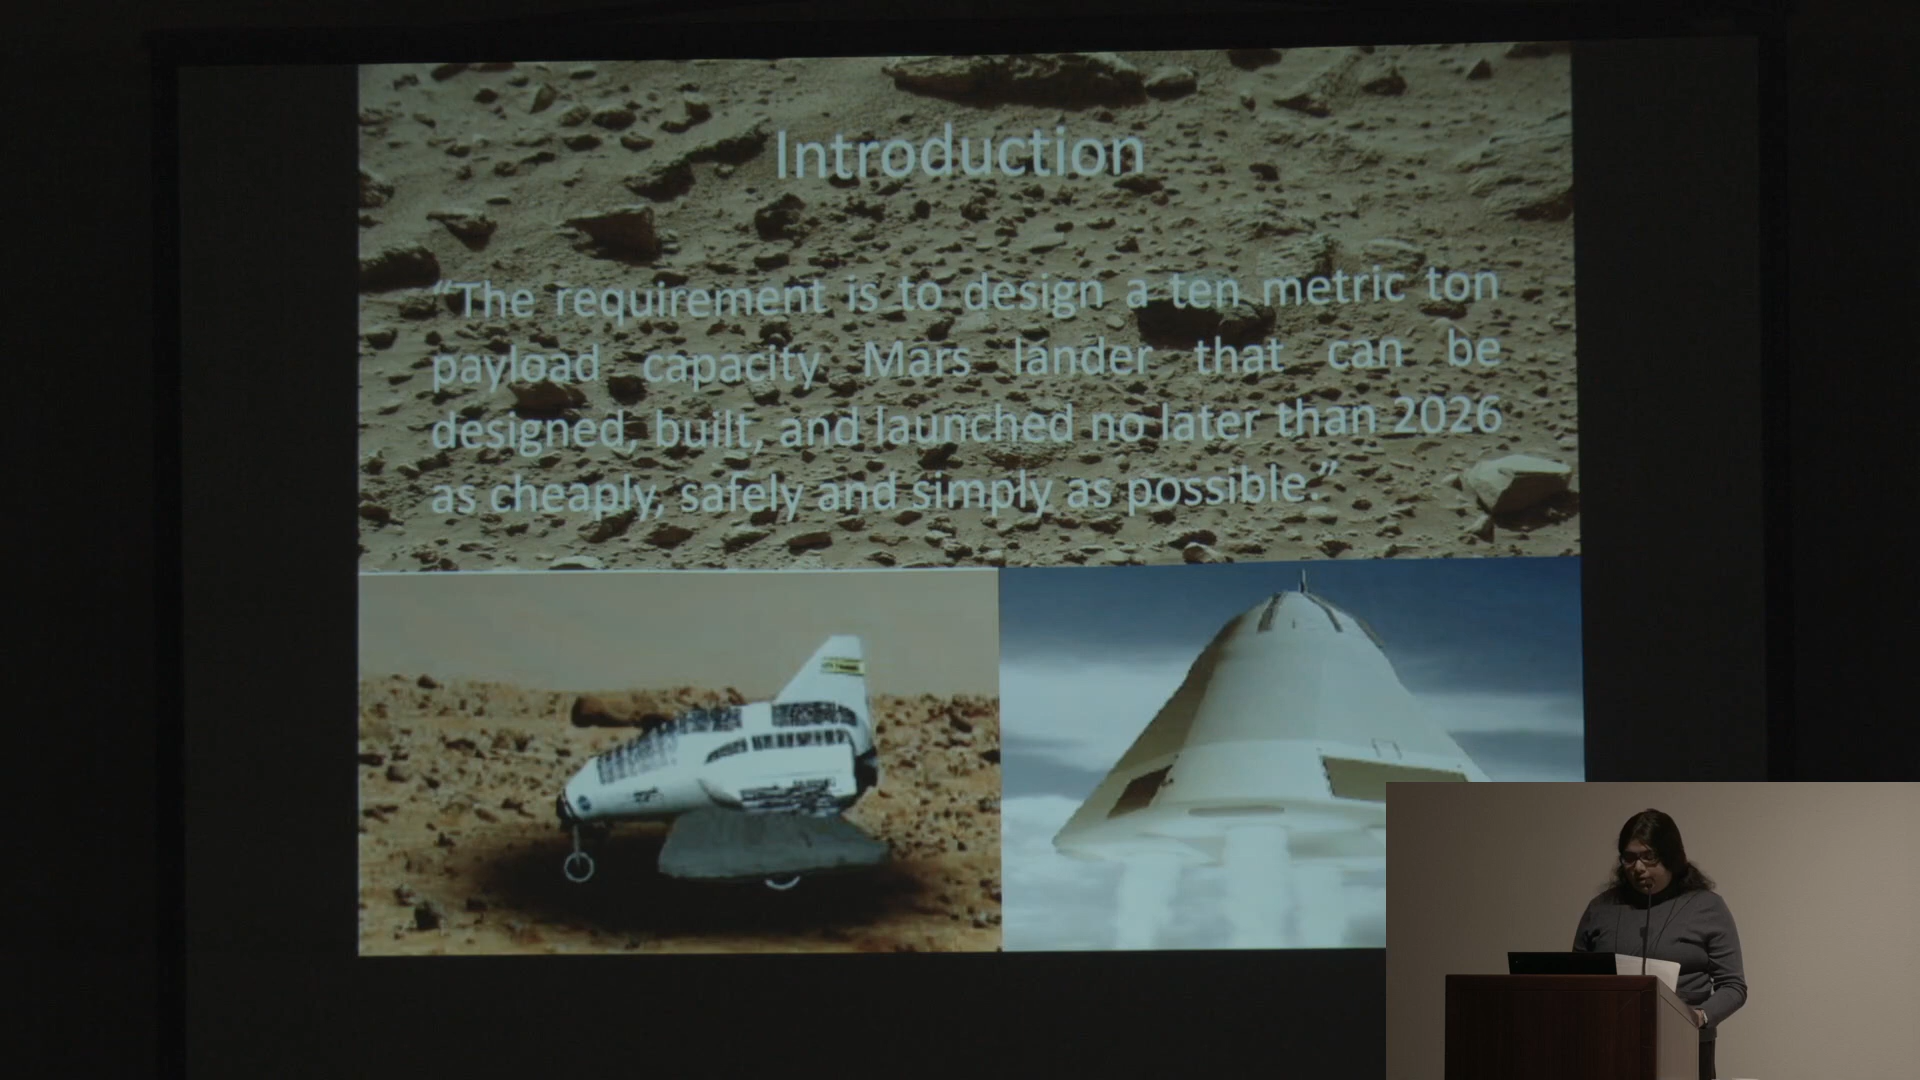 Introduction
"The requirement is to design a ten metric ton
payload capacity Mars lander that can be
designed, built, and launched no later than 2026
as cheaply, safely and simply as possible."